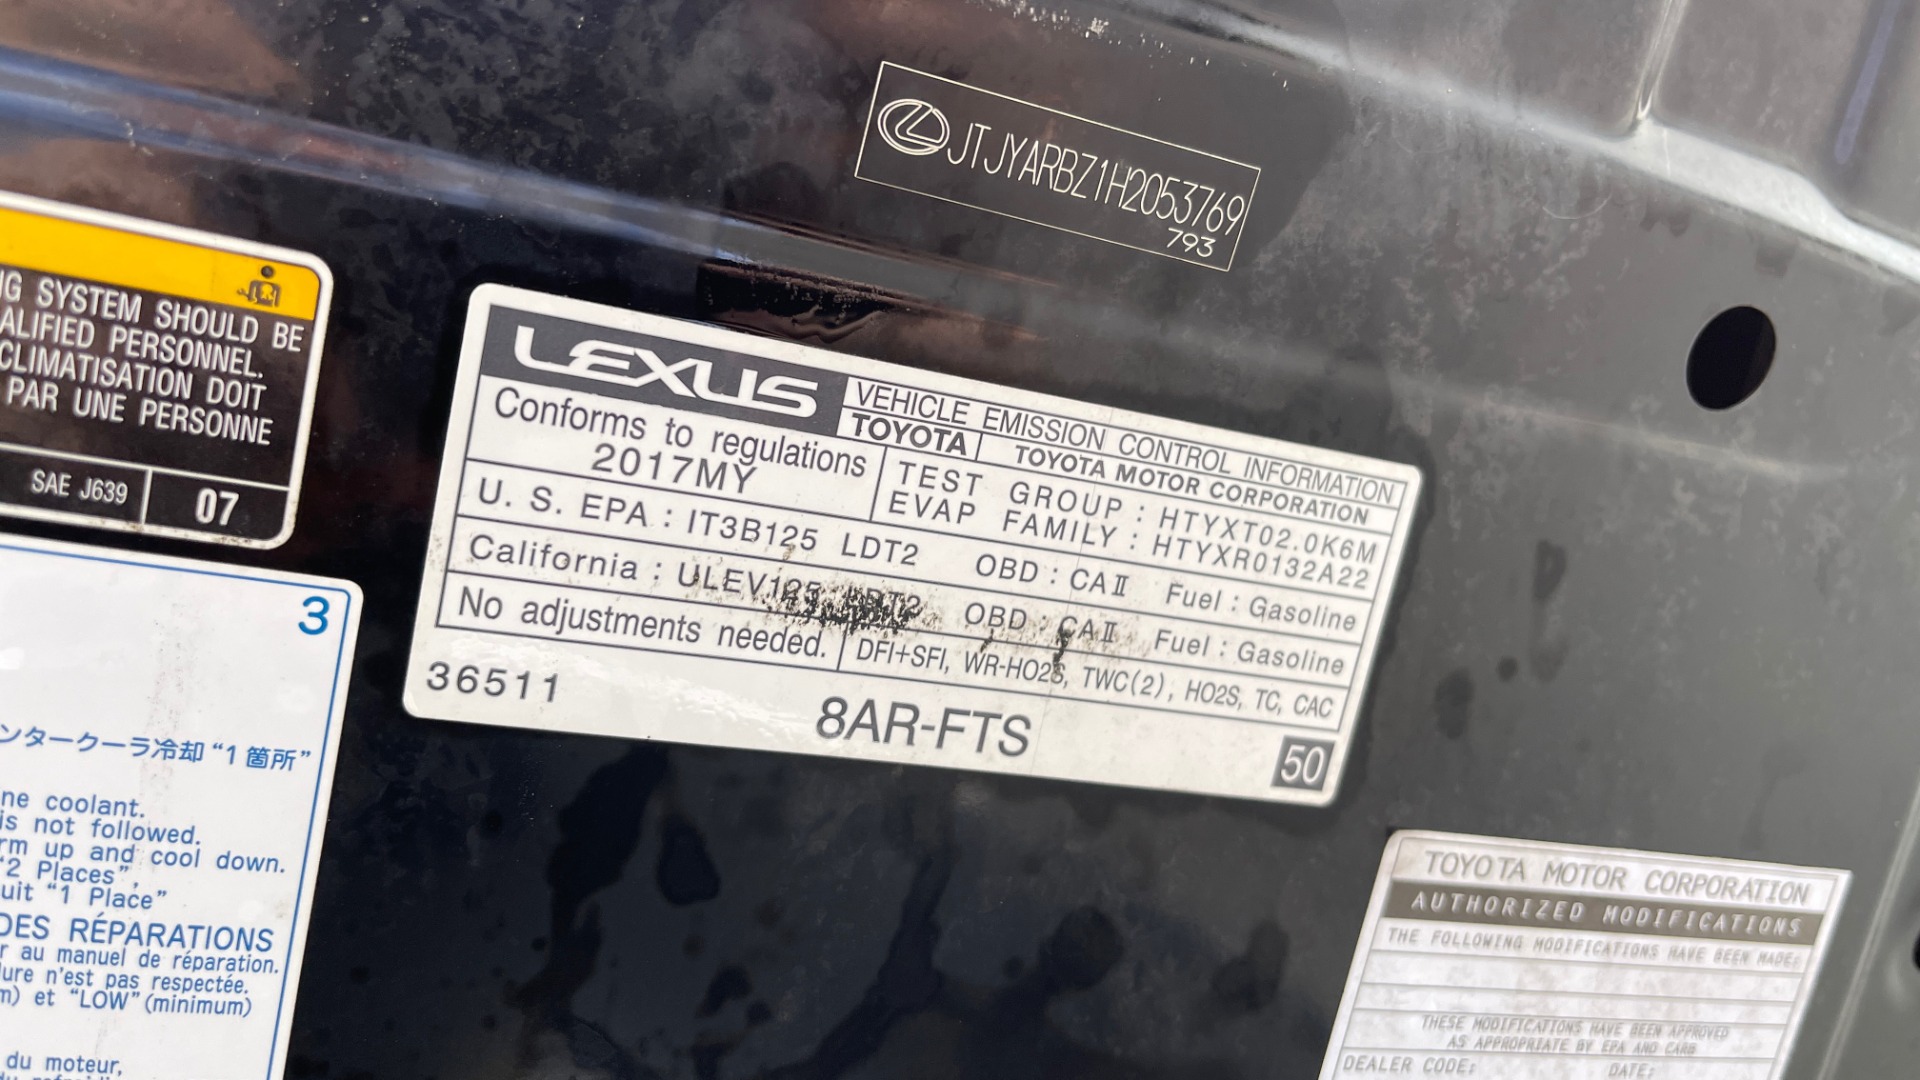 JTJYARBZ1H2053769
793
NG SYSTEM SHOULD BE
ALIFIED PERSONNEL.
CLIMATISATION DOIT
PAR UNE PERSONNE
SAE J639
07
LEXUS
VEHICLE EMISSION CONTROL INFORMATION
TOYOTA
TOYOTA MOTOR CORPORATION
Conforms to regulations
2017MY
TEST GROUP : HTYXT02.0K6M
EVAP FAMILY : HTYXR0132A22
U. S. EPA : IT3B125 LDT2 OBD : CAⅡ Fuel : Gasoline
California : ULEV125 LDT2 OBD : CAⅡ Fuel : Gasoline
No adjustments needed.
DFI+SFI, WR-HO2S, TWC(2), HO2S, TC, CAC
36511
8AR-FTS
50
3
ンタークーラ冷却 “1 箇所”
ne coolant.
is not followed.
rm up and cool down.
“2 Places”,
uit “1 Place”
DES RÉPARATIONS
r au manuel de réparation.
ure n'est pas respectée.
m) et “LOW” (minimum)
du moteur,
TOYOTA MOTOR CORPORATION
AUTHORIZED MODIFICATIONS
THE FOLLOWING MODIFICATIONS HAVE BEEN MADE:
THESE MODIFICATIONS HAVE BEEN APPROVED
AS APPROPRIATE BY EPA AND CARB
DEALER CODE:
DATE: